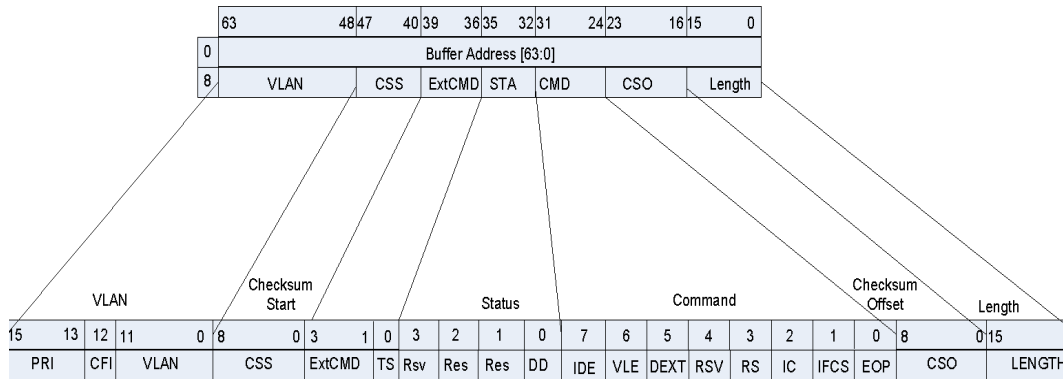 63 48 47 40 39 36 35 32 31 24 23 16 15 0
0 Buffer Address [63:0]
8 VLAN CSS ExtCMD STA CMD CSO Length
VLAN Checksum Start Status Command Checksum Offset Length
15 13 12 11 0 8 0 3 1 0 3 2 1 0 7 6 5 4 3 2 1 0 8 0 15
PRI CFI VLAN CSS ExtCMD TS Rsv Res Res DD IDE VLE DEXT RSV RS IC IFCS EOP CSO LENGTH